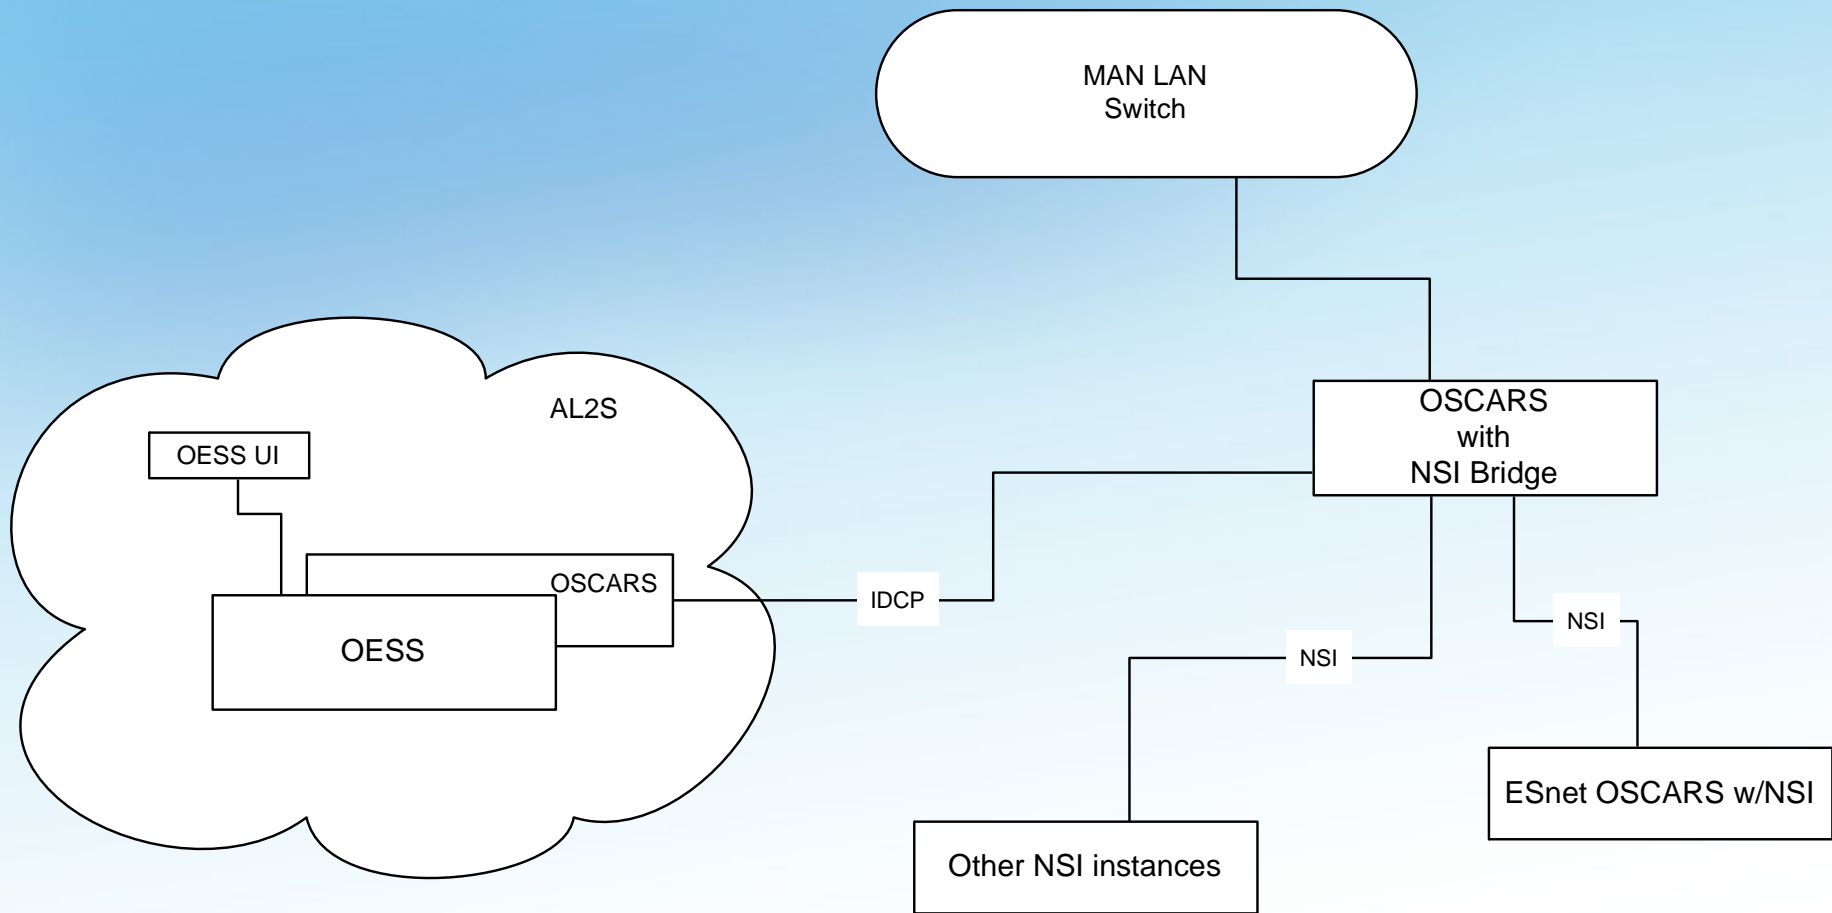 MAN LAN
Switch
OSCARS
with
NSI Bridge
AL2S
OESS UI
OSCARS
OESS
IDCP
NSI
NSI
ESnet OSCARS w/NSI
Other NSI instances